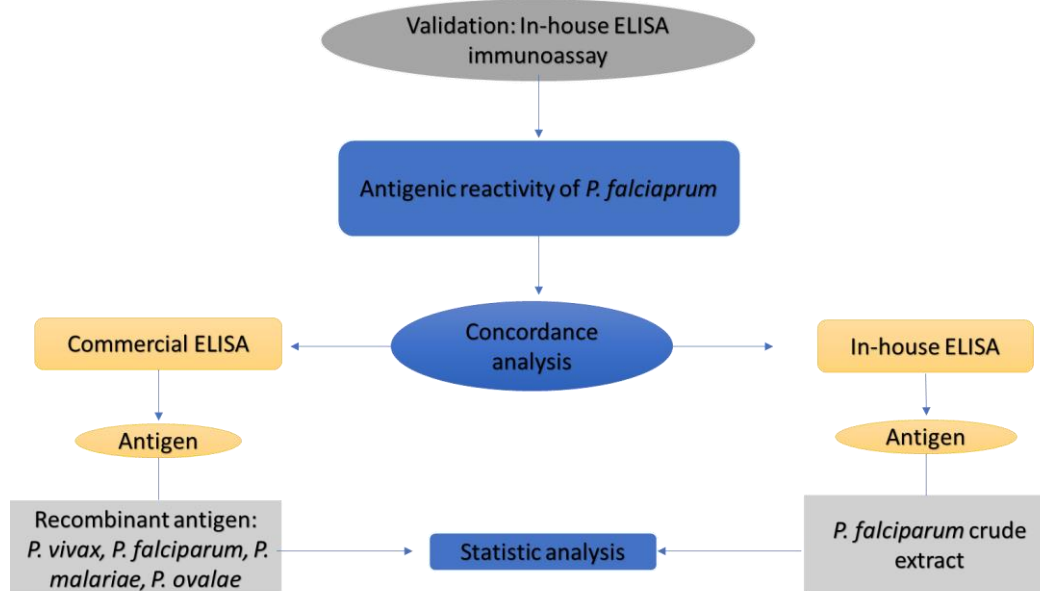 Validation: In-house ELISA
immunoassay
Antigenic reactivity of P. falciaprum
Concordance
analysis
Commercial ELISA
In-house ELISA
Antigen
Antigen
Recombinant antigen:
P. vivax, P. falciparum, P.
malariae, P. ovalae
Statistic analysis
P. falciparum crude
extract